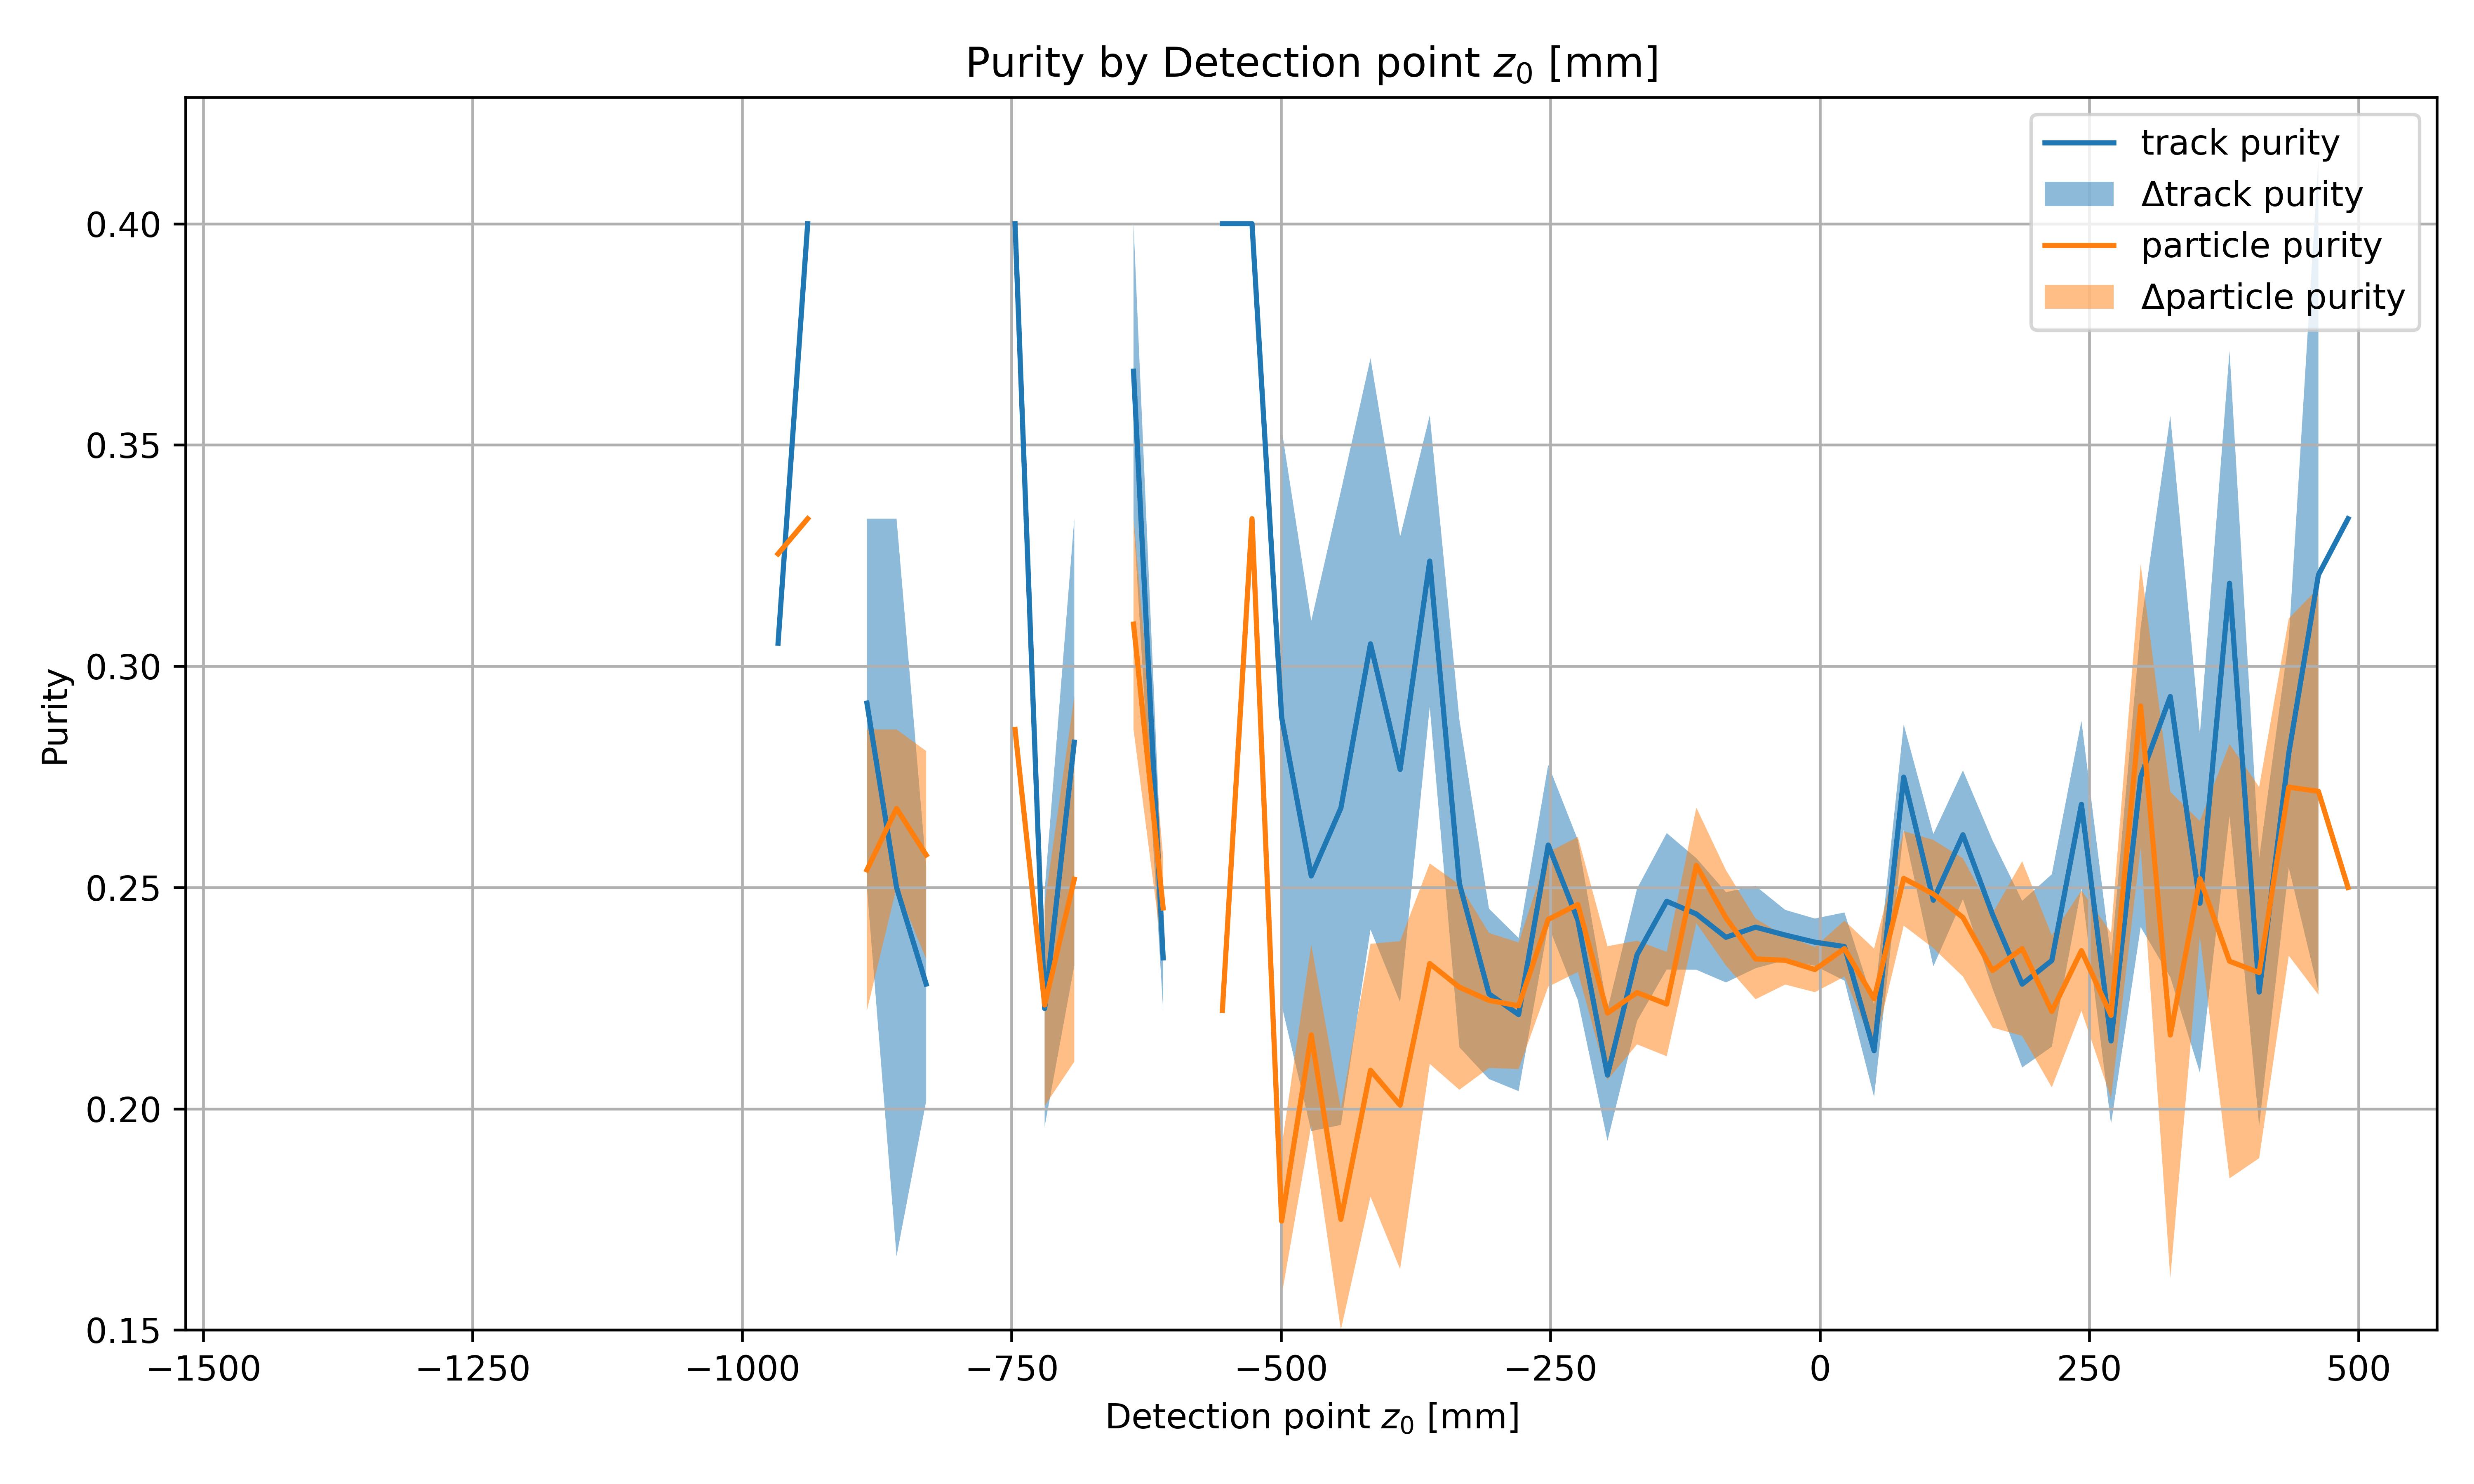 Purity by Detection point z₀ [mm]
track purity
Δtrack purity
particle purity
Δparticle purity
Purity
0.40
0.35
0.30
0.25
0.20
0.15
−1500 −1250 −1000 −750 −500 −250 0 250 500
Detection point z₀ [mm]